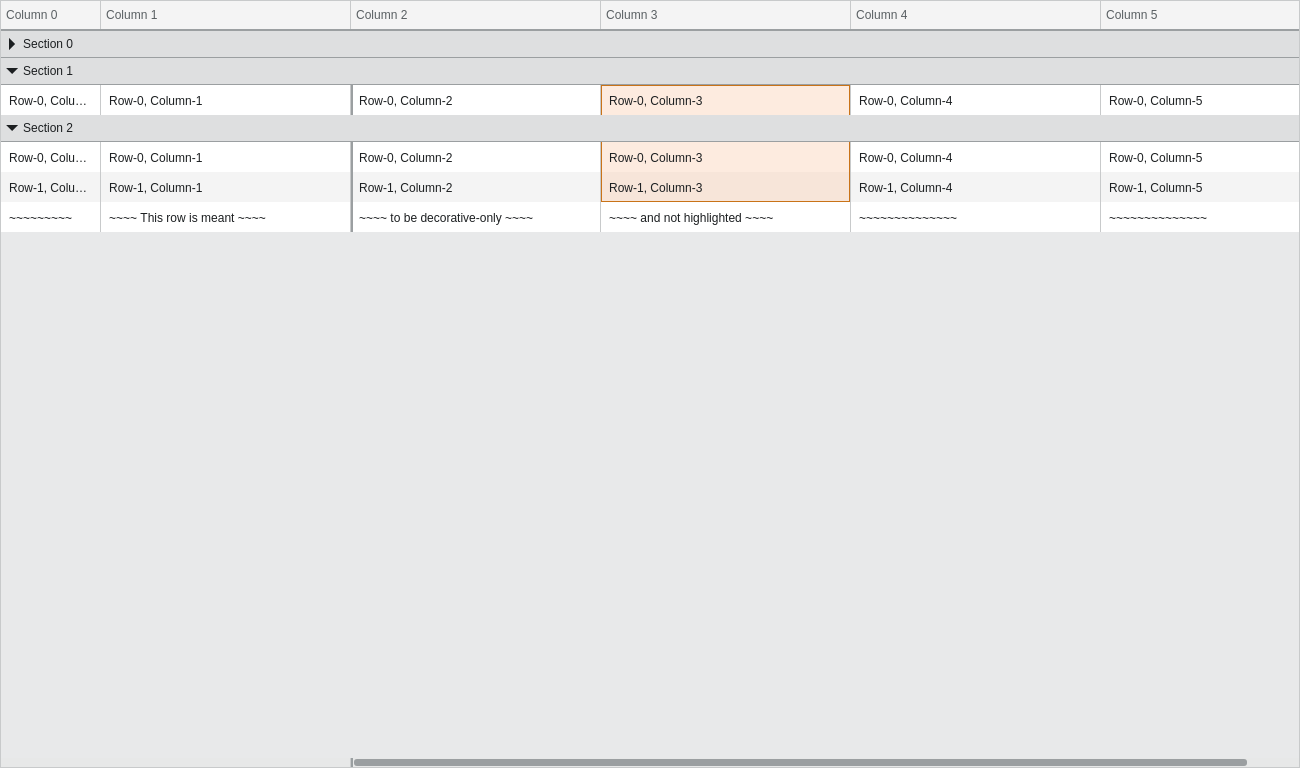 Column 0 Column 1 Column 2 Column 3 Column 4 Column 5
Section 0
Section 1
Row-0, Colu... Row-0, Column-1 Row-0, Column-2 Row-0, Column-3 Row-0, Column-4 Row-0, Column-5
Section 2
Row-0, Colu... Row-0, Column-1 Row-0, Column-2 Row-0, Column-3 Row-0, Column-4 Row-0, Column-5
Row-1, Colu... Row-1, Column-1 Row-1, Column-2 Row-1, Column-3 Row-1, Column-4 Row-1, Column-5
~~~~~~~~~ ~~~~ This row is meant ~~~~ ~~~~ to be decorative-only ~~~~ ~~~~ and not highlighted ~~~~ ~~~~~~~~~~~~~~ ~~~~~~~~~~~~~~